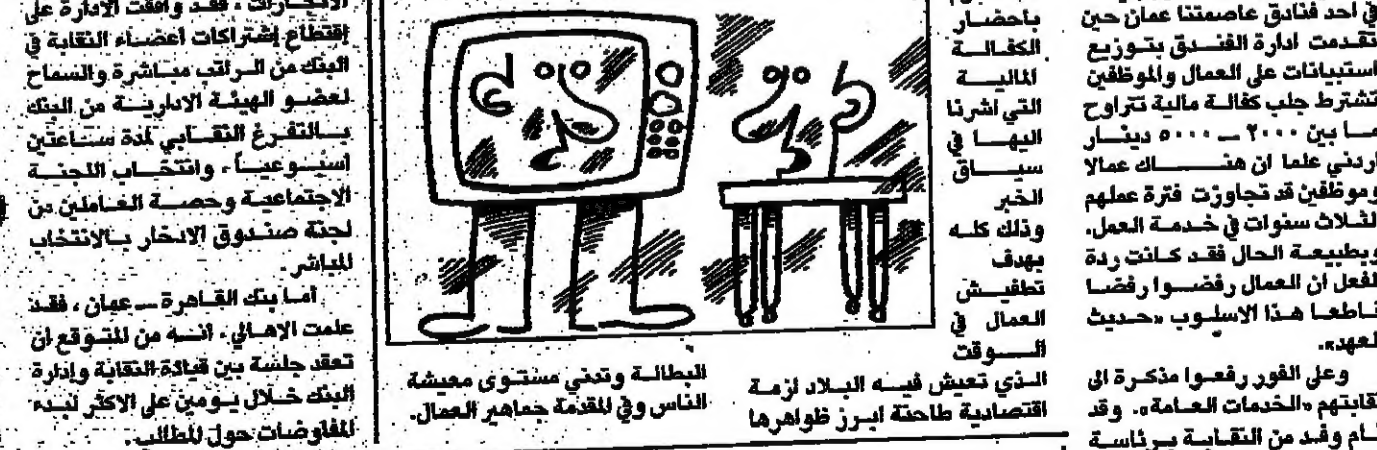 في احد فنادق عاصمتنا عمان حين
تقدمت ادارة الفندق بتوزيع
استبيانات على العمال والموظفين
تشترط جلب كفالة مالية تتراوح
ما بين ٢٠٠٠ ــ ٥٠٠٠ دينار
اردني علما ان هناك عمالا
وموظفين قد تجاوزت فترة عملهم
الثلاث سنوات في خدمة العمل.
وبطبيعة الحال فقد كانت ردة
الفعل ان العمال رفضوا رفضا
قاطعا هذا الاسلوب «حديث
العهد».
وعلى الفور رفعوا مذكرة الى
نقابتهم «الخدمات العامة». وقد
قام وفد من النقابة برئاسة
باحضار
الكفالة
المالية
التي اشرنا
اليها في
سياق
الخبر
وذلك كله
بهدف
تطفيش
العمال في
الوقت
الذي تعيش فيه البلاد ازمة
اقتصادية طاحنة ابرز ظواهرها
البطالة وتدني مستوى معيشة
الناس وفي المقدمة جماهير العمال.
الانجازات ، فقد وافقت الادارة على
إقتطاع إشتراكات اعضاء النقابة في
البنك من الراتب مباشرة والسماح
لعضو الهيئة الادارية من البنك
بالتفرغ النقابي لمدة ساعتين
اسبوعياً ، وانتخاب اللجنة
الاجتماعية وحصة العاملين من
لجنة صندوق الادخار بالانتخاب
المباشر .
أما بنك القاهرة ــ عمان ، فقد
علمت الاهالي ، انه من المتوقع ان
تعقد جلسة بين قيادة النقابة وإدارة
البنك خلال يومين على الاكثر لبدء
المفاوضات حول المطالب .